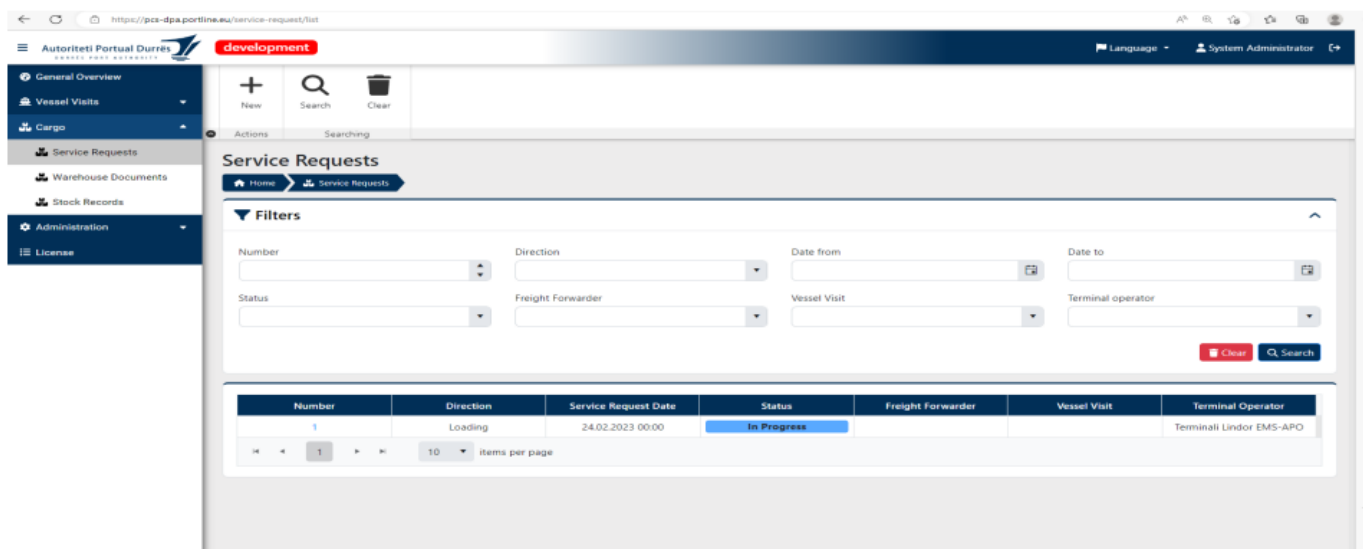 https://pcs-dpa.portline.eu/service-request/list
Autoriteti Portual Durrës
DURRËS PORT AUTHORITY
development
Language
System Administrator
General Overview
Vessel Visits
Cargo
Service Requests
Warehouse Documents
Stock Records
Administration
License
New Search Clear
Actions Searching
Service Requests
Home Service Requests
Filters
Number Direction Date from Date to
Status Freight Forwarder Vessel Visit Terminal operator
Clear Search
Number Direction Service Request Date Status Freight Forwarder Vessel Visit Terminal Operator
1 Loading 24.02.2023 00:00 In Progress Terminali Lindor EMS-APO
1 10 items per page